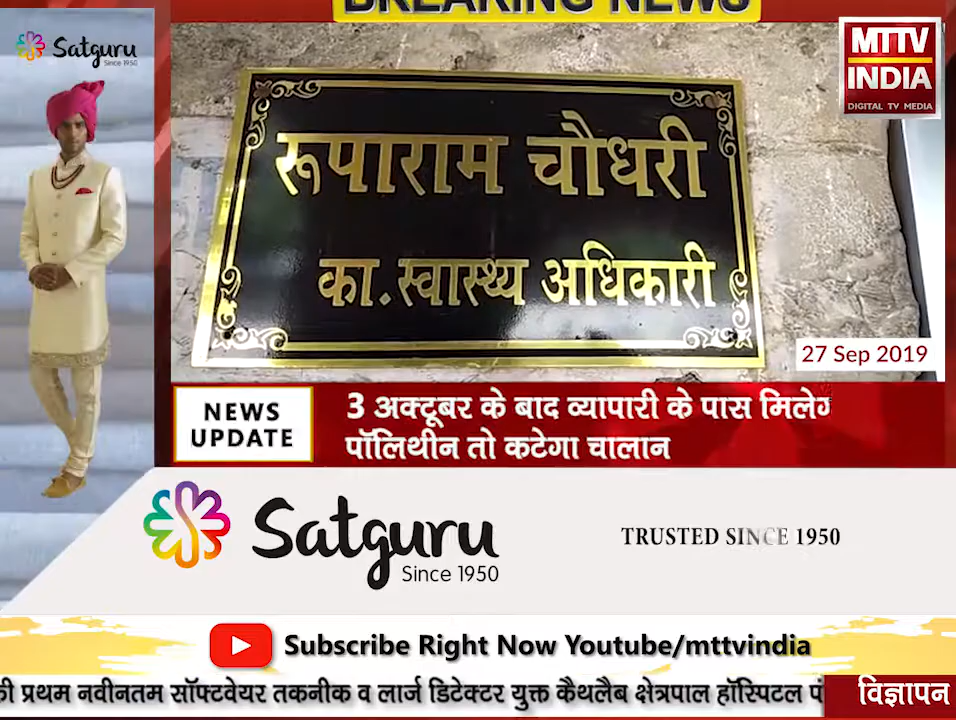 BREAKING NEWS
Satguru
Since 1950
MTTV
INDIA
DIGITAL TV MEDIA
रूपाराम चौधरी
का.स्वास्थ्य अधिकारी
27 Sep 2019
NEWS
UPDATE
3 अक्टूबर के बाद व्यापारी के पास
पॉलिथीन तो कटेगा चालान
Satguru
Since 1950
TRUSTED SINCE 1950
Subscribe Right Now Youtube/mttvindia
प्रथम नवीनतम सॉफ्टवेयर तकनीक व लार्ज डिटेक्टर युक्त कैथलैब क्षेत्रपाल हॉस्पिटल
विज्ञापन